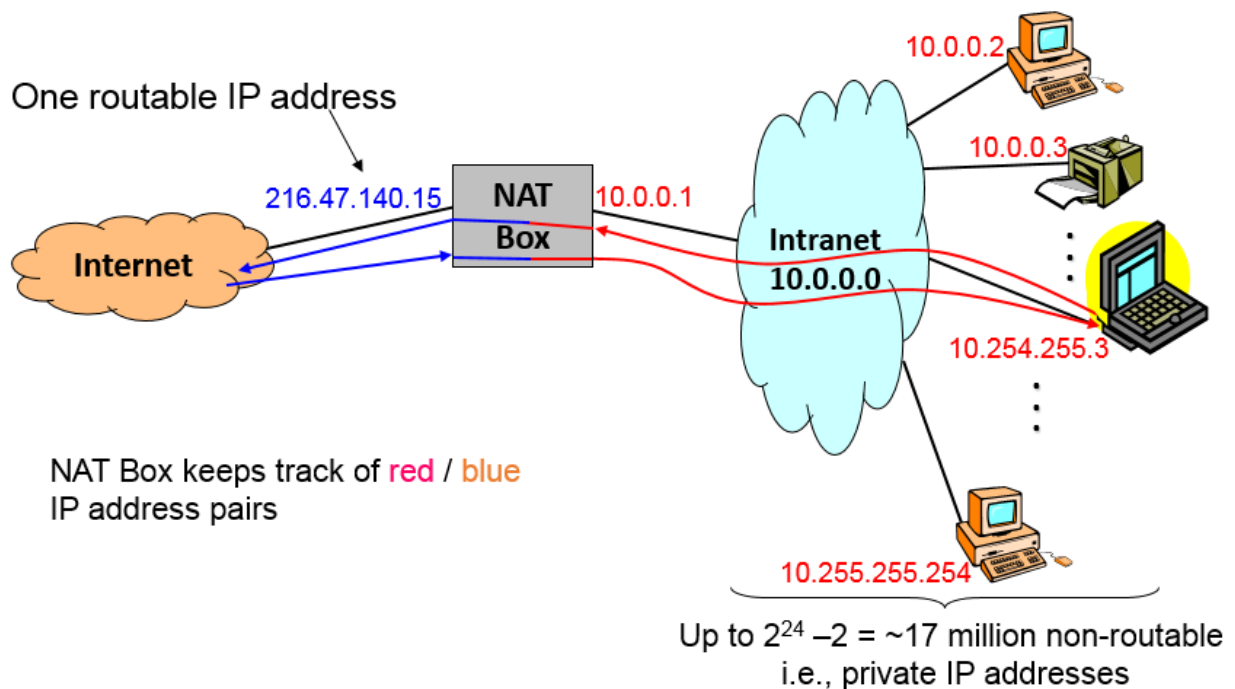 One routable IP address
216.47.140.15
NAT
Box
10.0.0.1
Internet
Intranet
10.0.0.0
10.0.0.2
10.0.0.3
10.254.255.3
10.255.255.254
NAT Box keeps track of red / blue
IP address pairs
Up to 2²⁴ –2 = ~17 million non-routable
i.e., private IP addresses